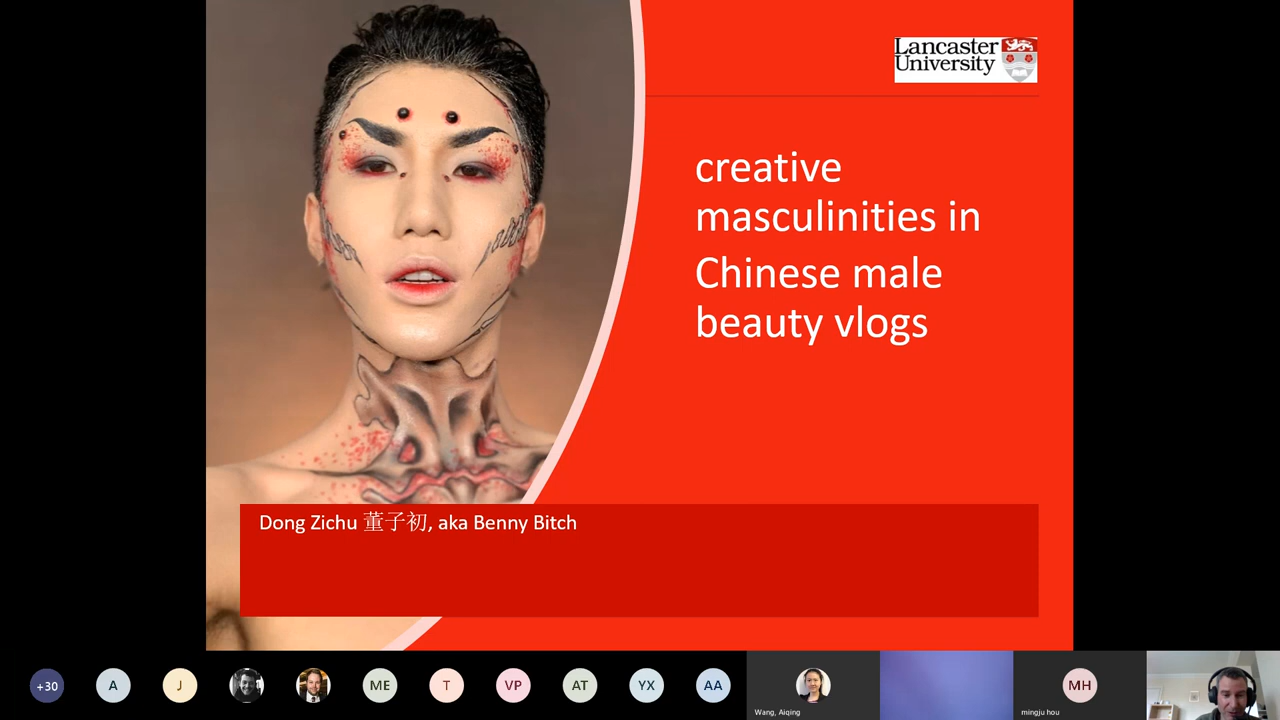 Lancaster
University
creative
masculinities in
Chinese male
beauty vlogs
Dong Zichu 董子初, aka Benny Bitch
+30
A
J
ME
T
VP
AT
YX
AA
Wang, Aiqing
MH
mingju hou